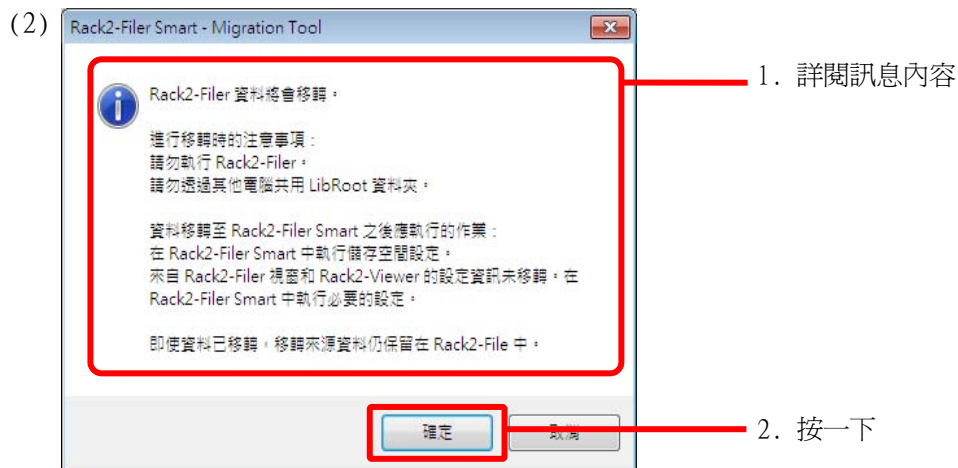 (2)
Rack2-Filer Smart - Migration Tool
Rack2-Filer 資料將會移轉。
進行移轉時的注意事項：
請勿執行 Rack2-Filer。
請勿透過其他電腦共用 LibRoot 資料夾。
資料移轉至 Rack2-Filer Smart 之後應執行的作業：
在 Rack2-Filer Smart 中執行儲存空間設定。
來自 Rack2-Filer 視窗和 Rack2-Viewer 的設定資訊未移轉。在
Rack2-Filer Smart 中執行必要的設定。
即使資料已移轉，移轉來源資料仍保留在 Rack2-File 中。
確定
取消
1. 詳閱訊息內容
2. 按一下